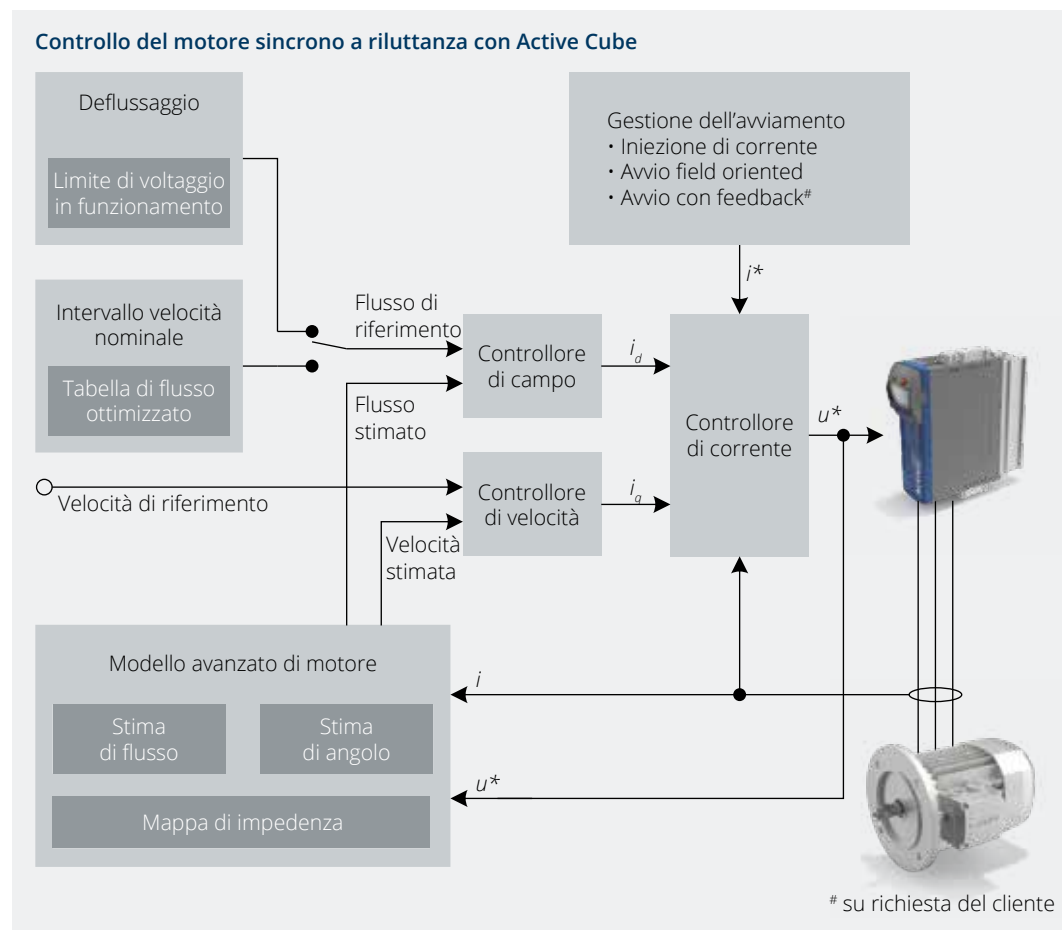 Controllo del motore sincrono a riluttanza con Active Cube
Deflussaggio
Limite di voltaggio
in funzionamento
Gestione dell'avviamento
• Iniezione di corrente
• Avvio field oriented
• Avvio con feedback#
i*
Intervallo velocità
nominale
Tabella di flusso
ottimizzato
Flusso di
riferimento
Controllore
di campo
i_d
Flusso
stimato
Controllore
di corrente
u*
Velocità di riferimento
Controllore
di velocità
i_q
Velocità
stimata
Modello avanzato di motore
i
Stima
di flusso
Stima
di angolo
u*
Mappa di impedenza
# su richiesta del cliente